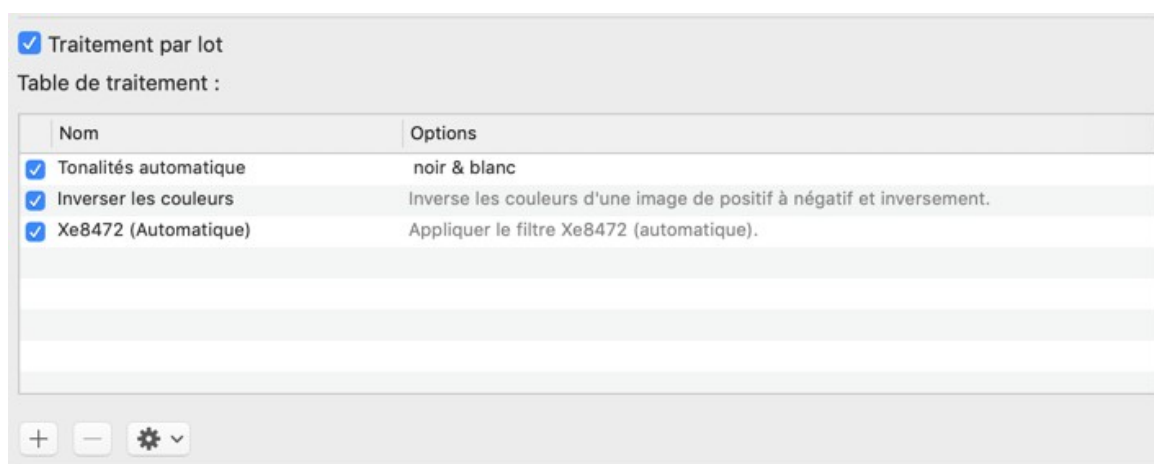 Traitement par lot
Table de traitement :
Nom Options
Tonalités automatique noir & blanc
Inverser les couleurs Inverse les couleurs d'une image de positif à négatif et inversement.
Xe8472 (Automatique) Appliquer le filtre Xe8472 (automatique).